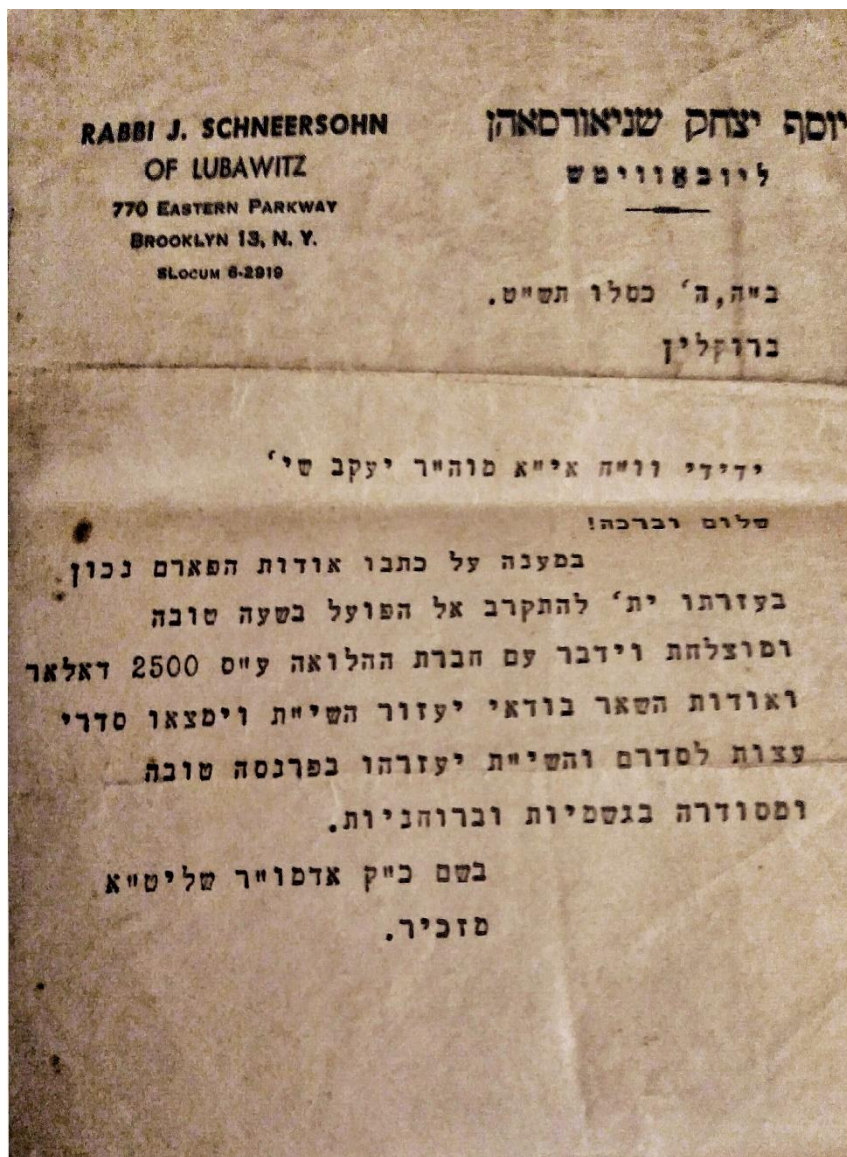 RABBI J. SCHNEERSOHN
OF LUBAWITZ
770 EASTERN PARKWAY
BROOKLYN 13, N. Y.
SLOCUM 6-2919
יוסף יצחק שניאורסאהן
ליובאוויטש
ב"ה, ה' כסלו תש"ט.
ברוקלין
ידידי וו"ח אי"א מוה"ר יעקב שי'
שלום וברכה!
במענה על כתבו אודות הפארם נכון
בעזרתו ית' להתקרב אל הפועל בשעה טובה
ומוצלחת וידבר עם חברת ההלואה ע"ס 2500 דאלאר
ואודות השאר בודאי יעזור השי"ת וימצאו סדרי
עצות לסדרם והשי"ת יעזרהו בפרנסה טובה
ומסודרה בגשמיות וברוחניות.
בשם כ"ק אדמו"ר שליט"א
מזכיר.